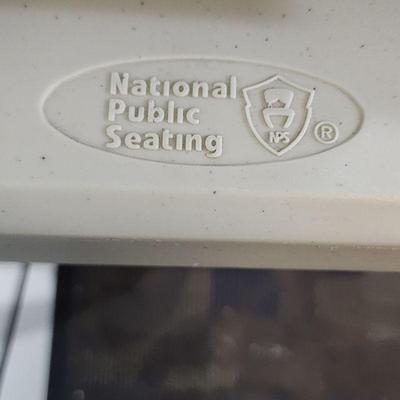 National
Public
Seating
NPS
®